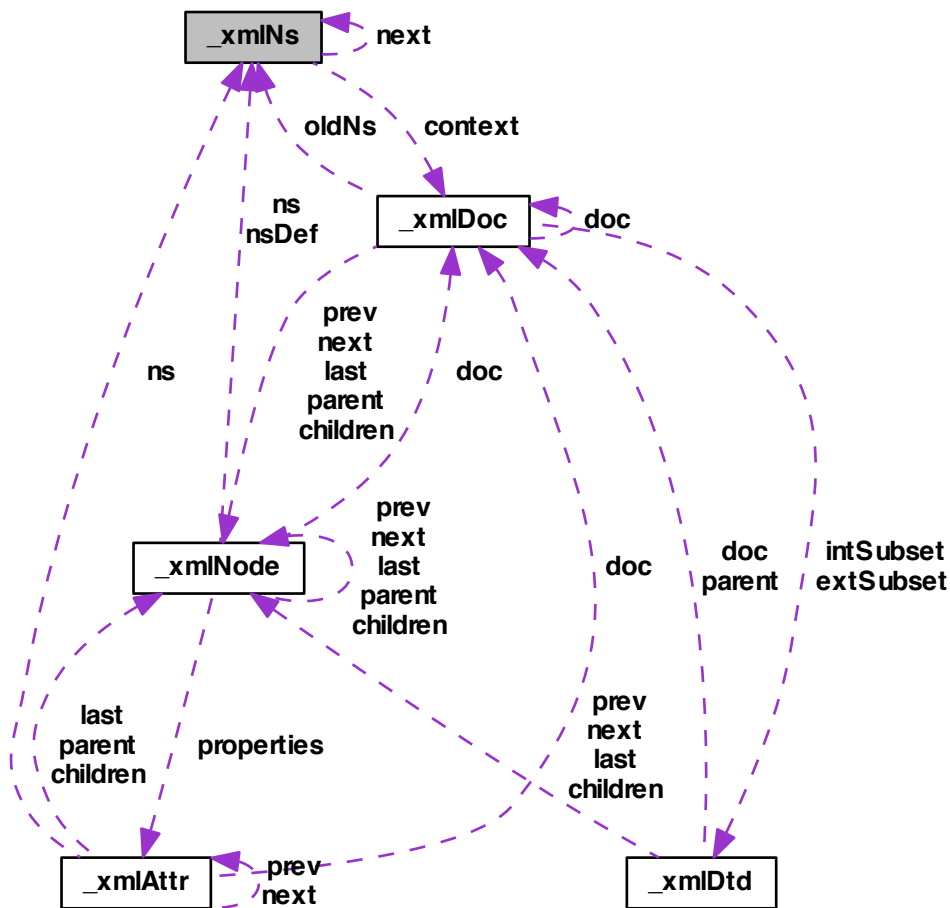 _xmlNs
next
oldNs
context
ns
nsDef
_xmlDoc
doc
prev
next
last
parent
children
ns
doc
prev
next
last
parent
children
_xmlNode
doc
doc
parent
intSubset
extSubset
last
parent
children
properties
prev
next
last
children
_xmlAttr
prev
next
_xmlDtd